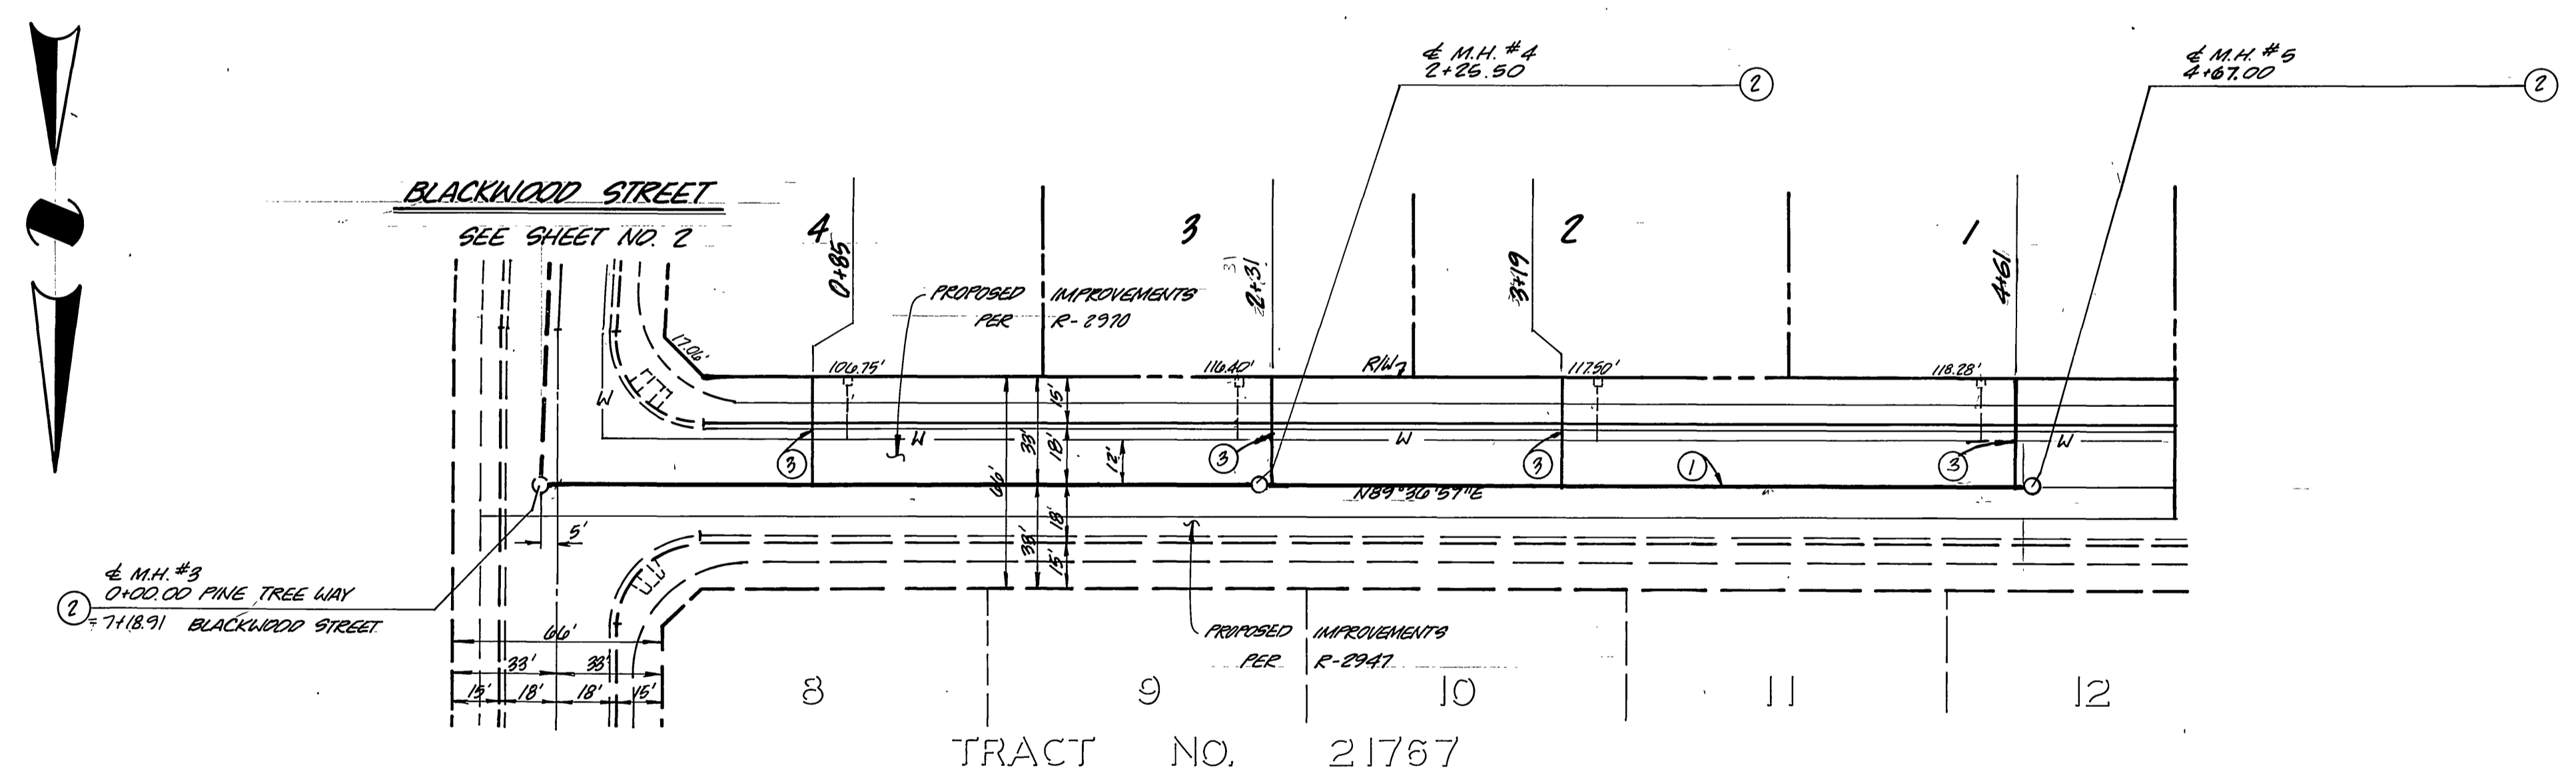 ℄ M.H. #4
2+25.50
2
℄ M.H. #5
4+67.00
2
BLACKWOOD STREET
SEE SHEET NO. 2
4
3
2
1
0+85
31
2+31
3+19
4+61
PROPOSED IMPROVEMENTS
PER R-2970
17.06'
106.75'
116.40'
R/W
117.50'
118.28'
W
W
W
W
15'
33'
18'
12'
66'
3
3
3
1
3
N89°36'59"E
18'
33'
15'
5'
℄ M.H. #3
0+00.00 PINE TREE WAY
2
=7+18.91 BLACKWOOD STREET
66'
33' 33'
15' 18' 18' 15'
PROPOSED IMPROVEMENTS
PER R-2947
8 9 10 11 12
TRACT NO. 21767